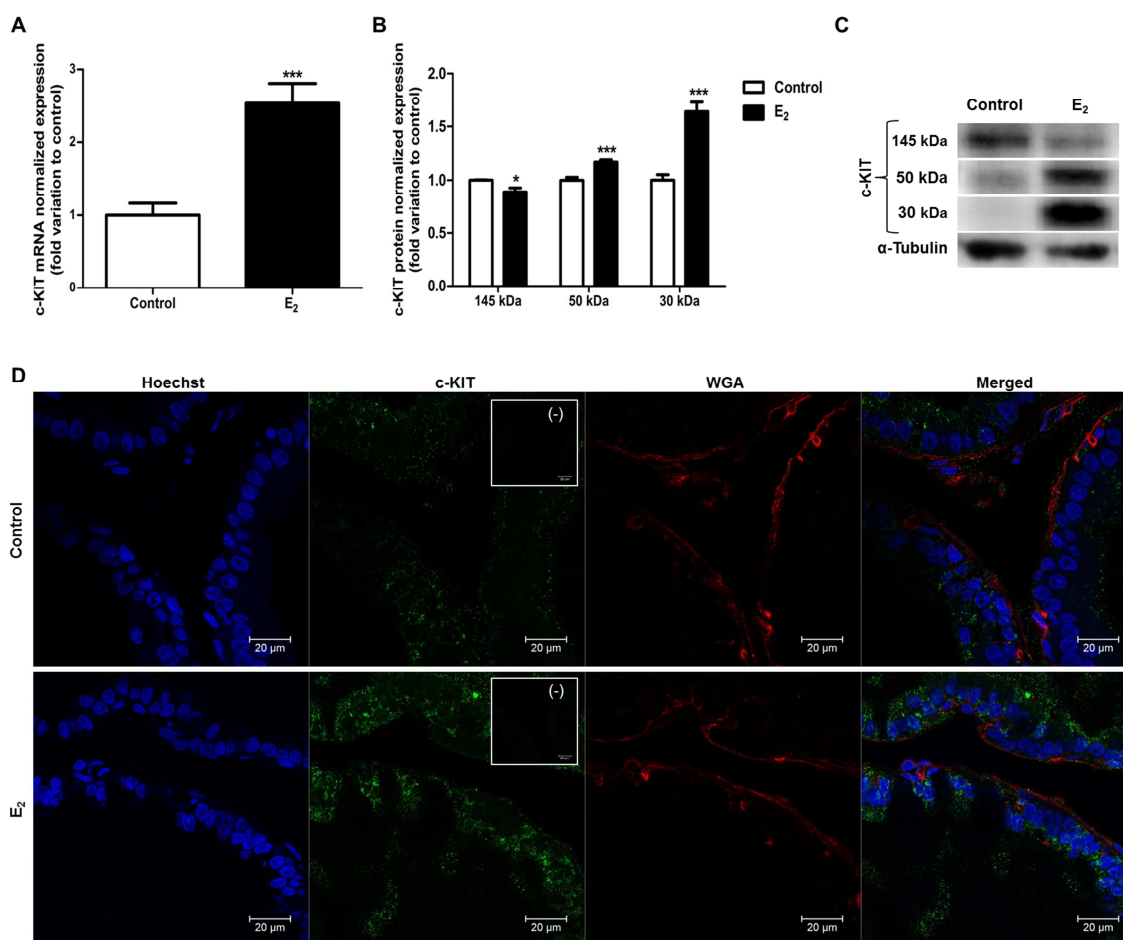 A
c-KIT mRNA normalized expression
(fold variation to control)
3
2
1
0
***
Control
E₂
B
c-KIT protein normalized expression
(fold variation to control)
2.0
1.5
1.0
0.5
0.0
*
***
***
145 kDa
50 kDa
30 kDa
Control
E₂
C
Control
E₂
c-KIT
145 kDa
50 kDa
30 kDa
α-Tubulin
D
Hoechst
c-KIT
WGA
Merged
Control
(-)
20 µm
20 µm
20 µm
20 µm
E₂
(-)
20 µm
20 µm
20 µm
20 µm